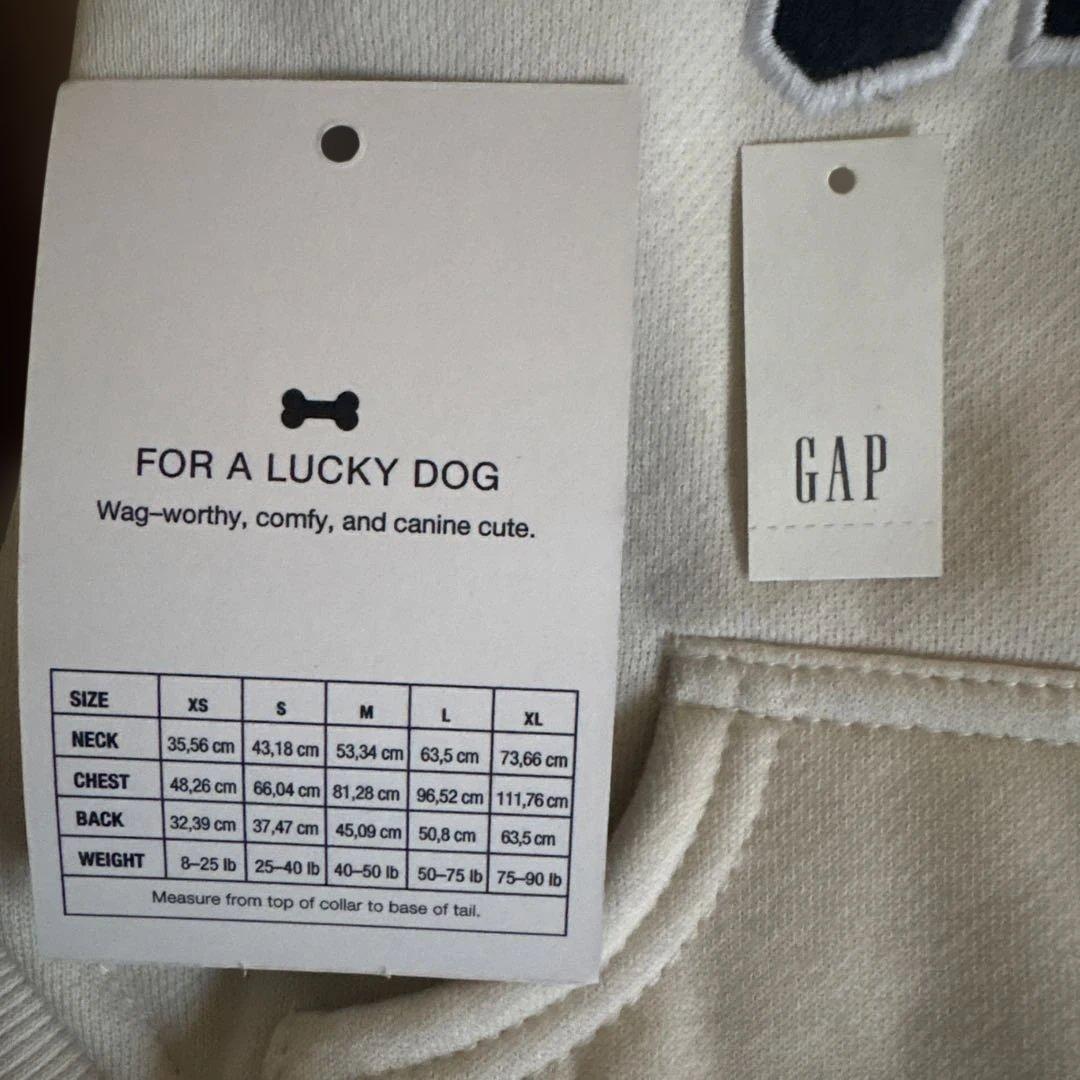 FOR A LUCKY DOG
Wag–worthy, comfy, and canine cute.
SIZE XS S M L XL
NECK 35,56 cm 43,18 cm 53,34 cm 63,5 cm 73,66 cm
CHEST 48,26 cm 66,04 cm 81,28 cm 96,52 cm 111,76 cm
BACK 32,39 cm 37,47 cm 45,09 cm 50,8 cm 63,5 cm
WEIGHT 8–25 lb 25–40 lb 40–50 lb 50–75 lb 75–90 lb
Measure from top of collar to base of tail.
GAP